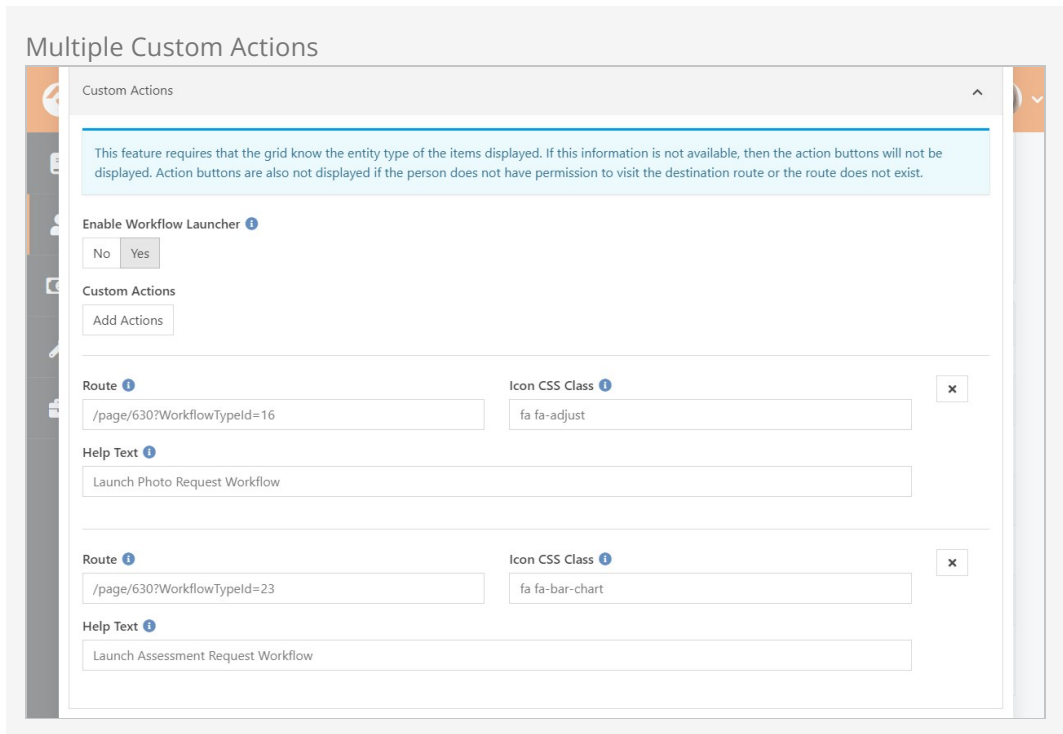 Multiple Custom Actions
Custom Actions
This feature requires that the grid know the entity type of the items displayed. If this information is not available, then the action buttons will not be
displayed. Action buttons are also not displayed if the person does not have permission to visit the destination route or the route does not exist.
Enable Workflow Launcher
No Yes
Custom Actions
Add Actions
Route Icon CSS Class
/page/630?WorkflowTypeId=16 fa fa-adjust
Help Text
Launch Photo Request Workflow
Route Icon CSS Class
/page/630?WorkflowTypeId=23 fa fa-bar-chart
Help Text
Launch Assessment Request Workflow